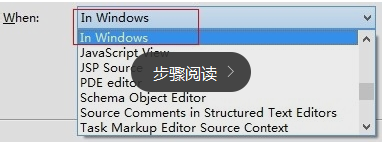 When: In Windows
In Windows
JavaScript View
JSP Source
步骤阅读
PDE editor
Schema Object Editor
Source Comments in Structured Text Editors
Task Markup Editor Source Context